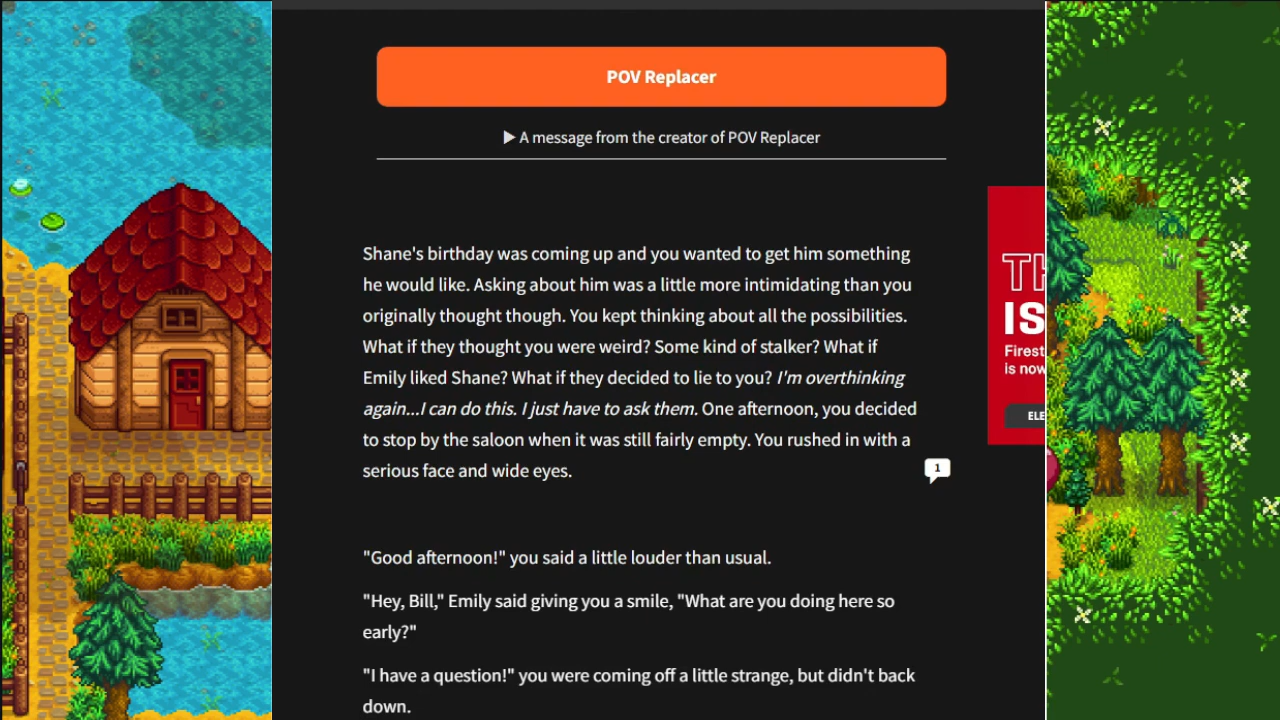 POV Replacer
▶ A message from the creator of POV Replacer
Shane's birthday was coming up and you wanted to get him something
he would like. Asking about him was a little more intimidating than you
originally thought though. You kept thinking about all the possibilities.
What if they thought you were weird? Some kind of stalker? What if
Emily liked Shane? What if they decided to lie to you? I'm overthinking
again...I can do this. I just have to ask them. One afternoon, you decided
to stop by the saloon when it was still fairly empty. You rushed in with a
serious face and wide eyes.
1
TH
IS
Firest
is now
ELE
"Good afternoon!" you said a little louder than usual.
"Hey, Bill," Emily said giving you a smile, "What are you doing here so
early?"
"I have a question!" you were coming off a little strange, but didn't back
down.